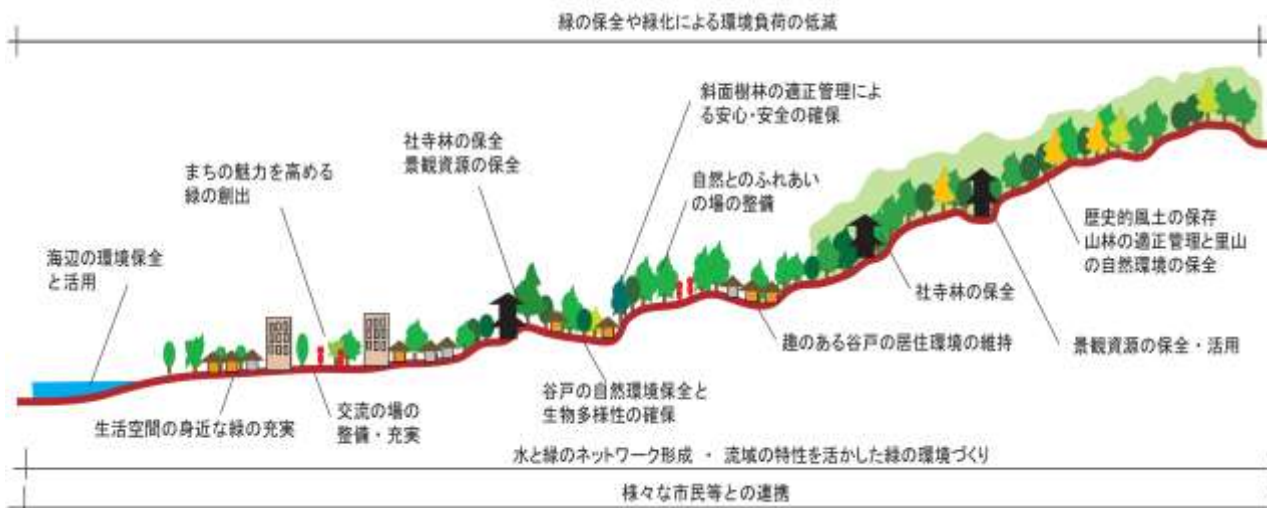 緑の保全や緑化による環境負荷の低減
斜面樹林の適正管理によ
る安心・安全の確保
社寺林の保全
景観資源の保全
まちの魅力を高める
緑の創出
自然とのふれあい
の場の整備
海辺の環境保全
と活用
歴史的風土の保存
山林の適正管理と里山
の自然環境の保全
社寺林の保全
趣のある谷戸の居住環境の維持
景観資源の保全・活用
谷戸の自然環境保全と
生物多様性の確保
生活空間の身近な緑の充実
交流の場の
整備・充実
水と緑のネットワーク形成 ・ 流域の特性を活かした緑の環境づくり
様々な市民等との連携